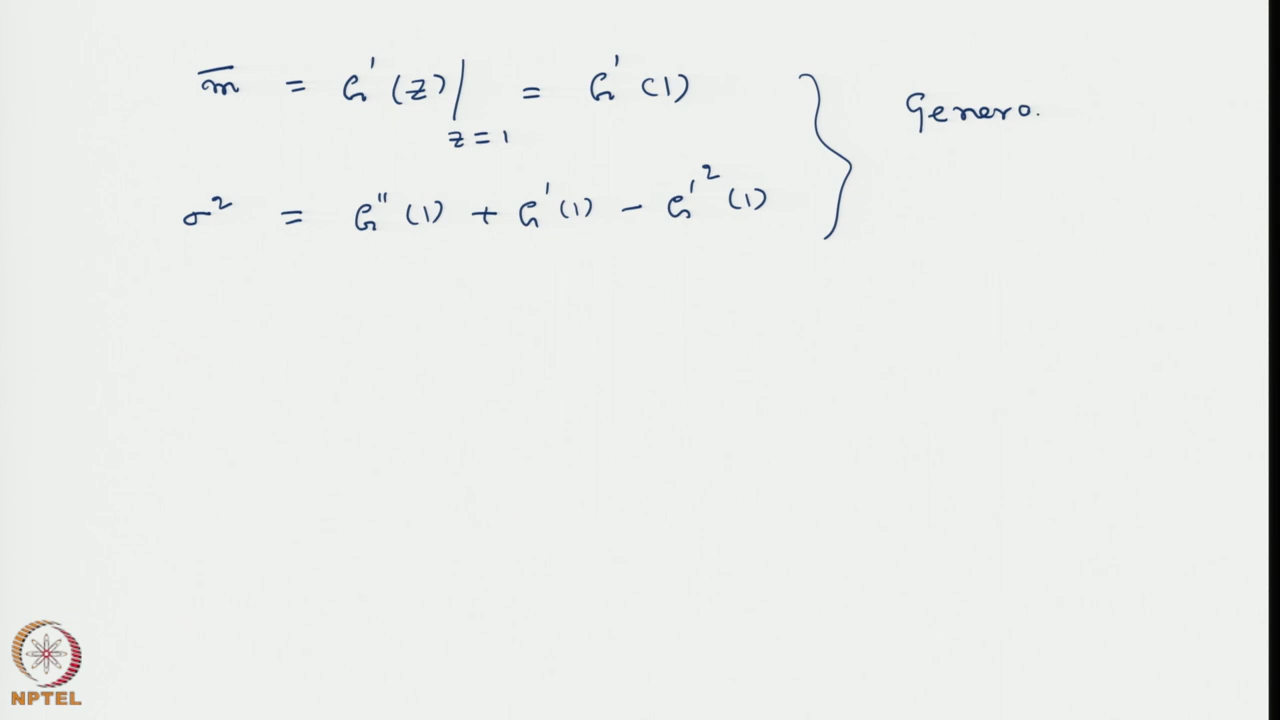 m̅ = G'(z)|_{z=1} = G'(1)
σ² = G''(1) + G'(1) - G'²(1)
} Genero.
NPTEL